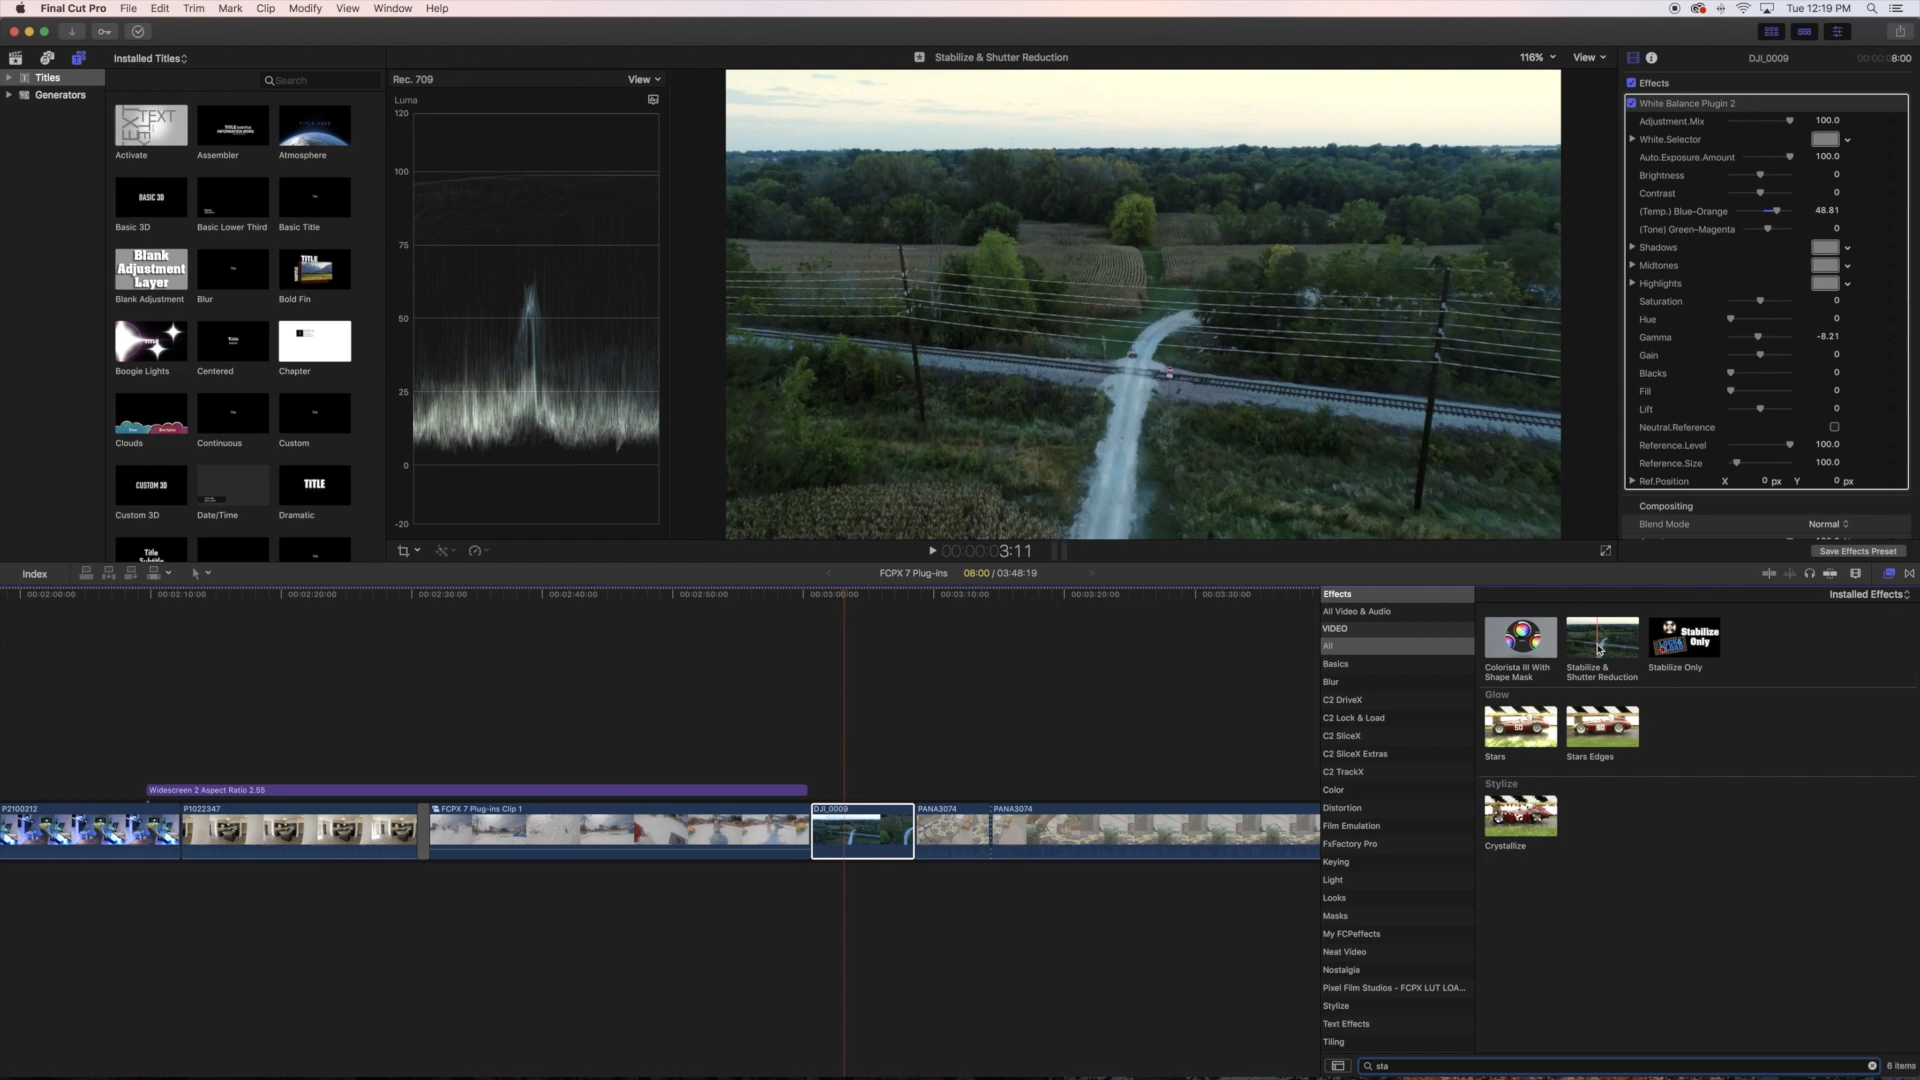 Final Cut Pro File Edit Trim Mark Clip Modify View Window Help
Tue 12:19 PM
Installed Titles
Titles
Generators
Search
Activate
Assembler
Atmosphere
BASIC 3D
Basic 3D
Basic Lower Third
Basic Title
Blank
Adjustment
Layer
Blank Adjustment
Blur
TITLE
Bold Fin
Boogie Lights
Centered
Chapter
Clouds
Continuous
Custom
CUSTOM 3D
Custom 3D
Date/Time
TITLE
Dramatic
Title
Rec. 709
View
Luma
120
100
75
50
25
0
-20
Stabilize & Shutter Reduction
116%
View
00:00:00:03:11
DJI_0009
8:00
Effects
White Balance Plugin 2
Adjustment.Mix 100.0
White.Selector
Auto.Exposure.Amount 100.0
Brightness 0
Contrast 0
(Temp.) Blue-Orange 48.81
(Tone) Green-Magenta 0
Shadows
Midtones
Highlights
Saturation 0
Hue 0
Gamma -8.21
Gain 0
Blacks 0
Fill 0
Lift 0
Neutral.Reference
Reference.Level 100.0
Reference.Size 100.0
Ref.Position X 0 px Y 0 px
Compositing
Blend Mode Normal
Save Effects Preset
Index
FCPX 7 Plug-ins 08:00 / 03:48:19
00:02:00:00 00:02:10:00 00:02:20:00 00:02:30:00 00:02:40:00 00:02:50:00 00:03:00:00 00:03:10:00 00:03:20:00 00:03:30:00
Widescreen 2 Aspect Ratio 2.55
P2100212
P1022347
FCPX 7 Plug-ins Clip 1
DJI_0009
PANA3074
PANA3074
Effects
All Video & Audio
VIDEO
All
Basics
Blur
C2 DriveX
C2 Lock & Load
C2 SliceX
C2 SliceX Extras
C2 TrackX
Color
Distortion
Film Emulation
FxFactory Pro
Keying
Light
Looks
Masks
My FCPeffects
Neat Video
Nostalgia
Pixel Film Studios - FCPX LUT LOA...
Stylize
Text Effects
Tiling
Installed Effects
Colorista III With
Shape Mask
Stabilize &
Shutter Reduction
Stabilize
Only
Stabilize Only
Glow
Stars
Stars Edges
Stylize
Crystallize
sta
6 items